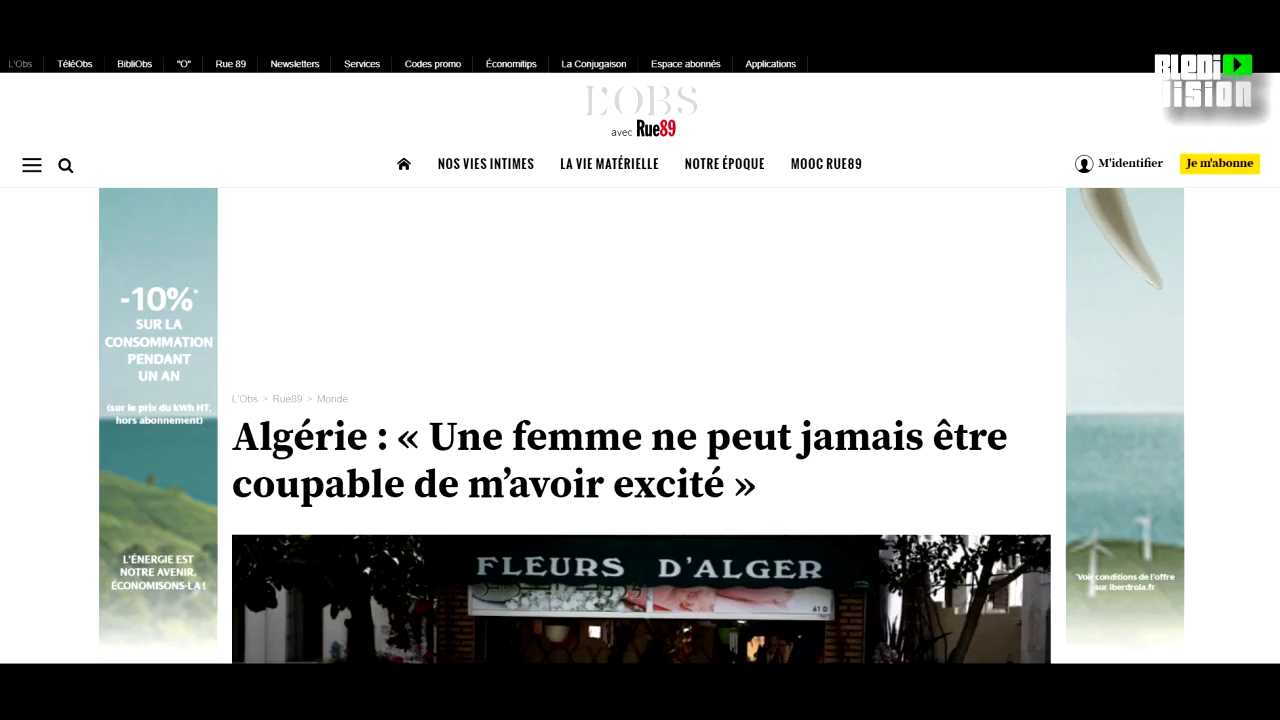 L'Obs TéléObs BibliObs "O" Rue 89 Newsletters Services Codes promo Économitips La Conjugaison Espace abonnés Applications
BLEDI
VISION
L'OBS
avec Rue89
NOS VIES INTIMES LA VIE MATÉRIELLE NOTRE ÉPOQUE MOOC RUE89 M'identifier Je m'abonne
-10%*
SUR LA
CONSOMMATION
PENDANT
UN AN
(sur le prix du kWh HT,
hors abonnement)
L'Obs > Rue89 > Monde
Algérie : « Une femme ne peut jamais être
coupable de m’avoir excité »
L'ÉNERGIE EST
NOTRE AVENIR,
ÉCONOMISONS-LA !
FLEURS D'ALGER
61 D
*Voir conditions de l'offre
sur iberdrola.fr